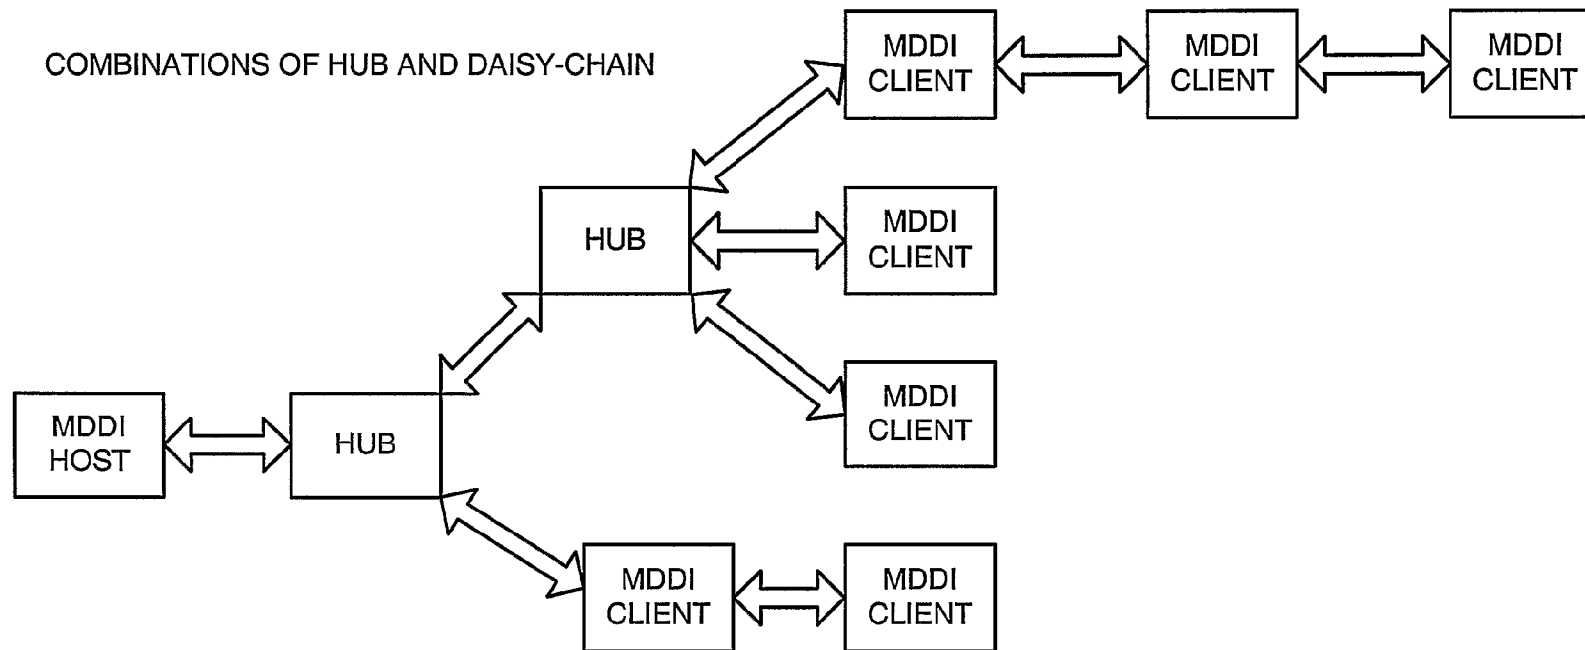 COMBINATIONS OF HUB AND DAISY-CHAIN
MDDI
CLIENT
MDDI
CLIENT
MDDI
CLIENT
HUB
MDDI
CLIENT
MDDI
CLIENT
MDDI
HOST
HUB
MDDI
CLIENT
MDDI
CLIENT